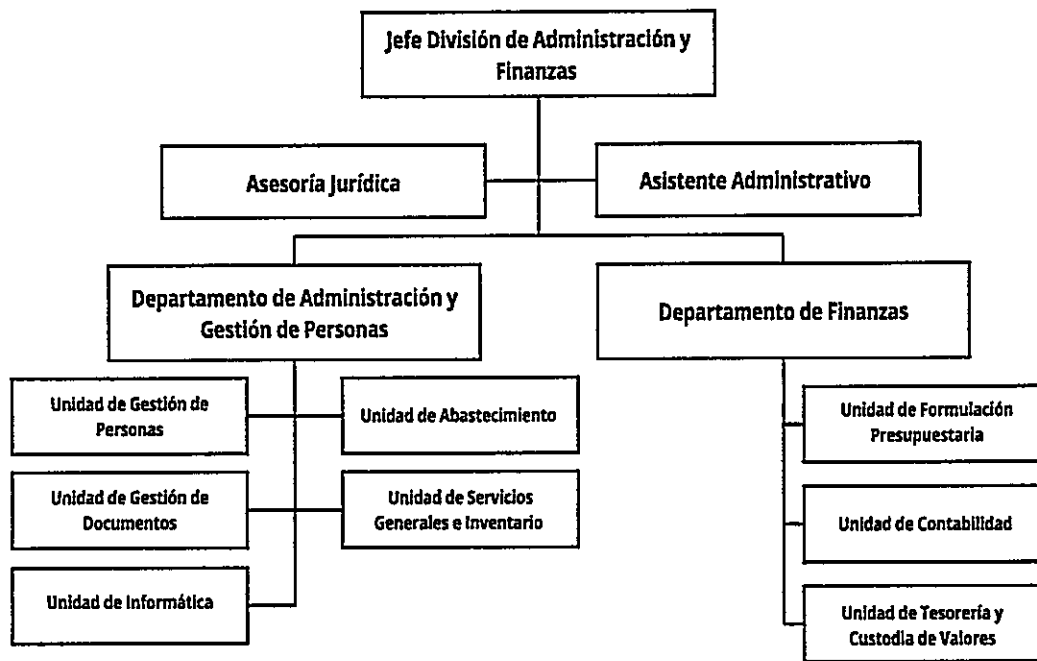 Jefe División de Administración y
Finanzas
Asesoría Jurídica
Asistente Administrativo
Departamento de Administración y
Gestión de Personas
Departamento de Finanzas
Unidad de Gestión de
Personas
Unidad de Abastecimiento
Unidad de Formulación
Presupuestaria
Unidad de Gestión de
Documentos
Unidad de Servicios
Generales e Inventario
Unidad de Contabilidad
Unidad de Informática
Unidad de Tesorería y
Custodia de Valores